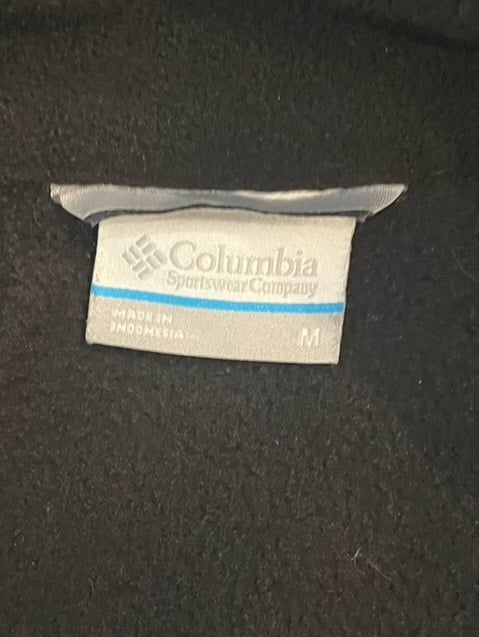 Columbia
Sportswear Company
MADE IN
INDONESIA
M